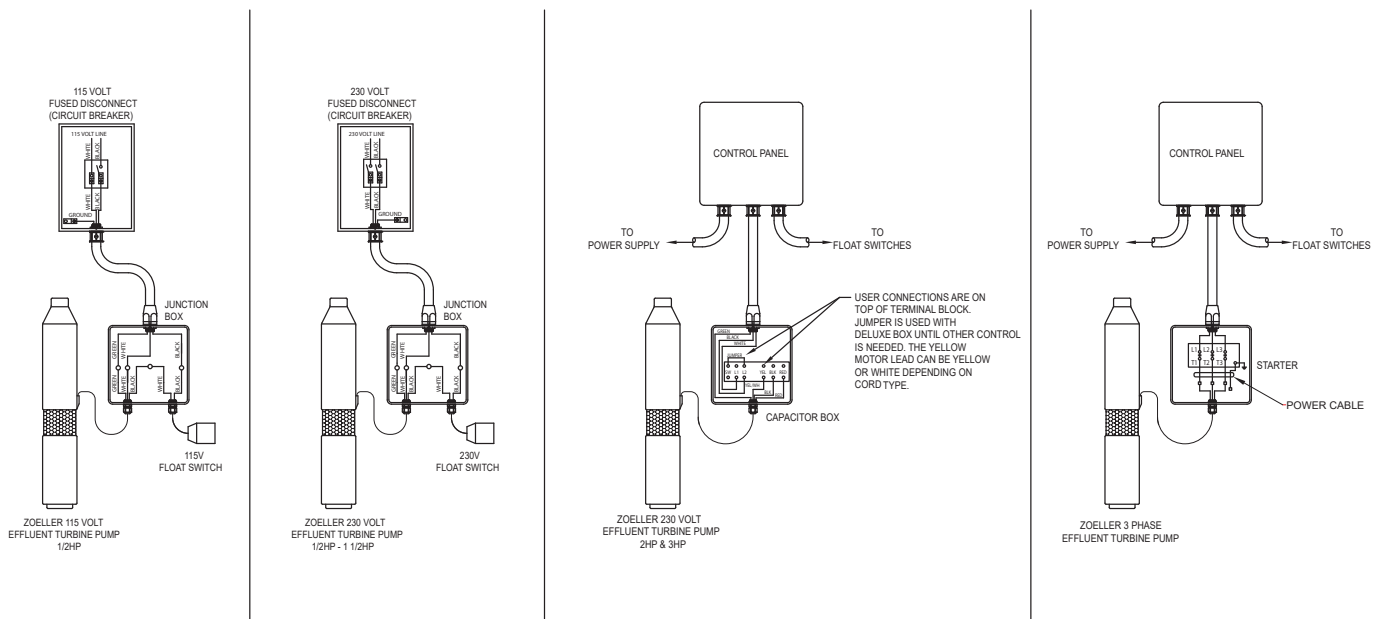 115 VOLT
FUSED DISCONNECT
(CIRCUIT BREAKER)
115 VOLT LINE
WHITE
BLACK
WHITE
BLACK
GROUND
JUNCTION
BOX
GREEN
WHITE
BLACK
GREEN
WHITE
BLACK
WHITE
BLACK
115V
FLOAT SWITCH
ZOELLER 115 VOLT
EFFLUENT TURBINE PUMP
1/2HP
230 VOLT
FUSED DISCONNECT
(CIRCUIT BREAKER)
230 VOLT LINE
WHITE
BLACK
WHITE
BLACK
GROUND
JUNCTION
BOX
GREEN
WHITE
BLACK
GREEN
WHITE
BLACK
WHITE
BLACK
230V
FLOAT SWITCH
ZOELLER 230 VOLT
EFFLUENT TURBINE PUMP
1/2HP - 1 1/2HP
CONTROL PANEL
TO
POWER SUPPLY
TO
FLOAT SWITCHES
USER CONNECTIONS ARE ON
TOP OF TERMINAL BLOCK.
JUMPER IS USED WITH
DELUXE BOX UNTIL OTHER CONTROL
IS NEEDED. THE YELLOW
MOTOR LEAD CAN BE YELLOW
OR WHITE DEPENDING ON
CORD TYPE.
GREEN
BLACK
WHITE
JUMPER
SW L1 L2 YEL BLK RED
YEL/WHI
BLK
RED
CAPACITOR BOX
ZOELLER 230 VOLT
EFFLUENT TURBINE PUMP
2HP & 3HP
CONTROL PANEL
TO
POWER SUPPLY
TO
FLOAT SWITCHES
L1 L2 L3
T1 T2 T3
STARTER
POWER CABLE
ZOELLER 3 PHASE
EFFLUENT TURBINE PUMP